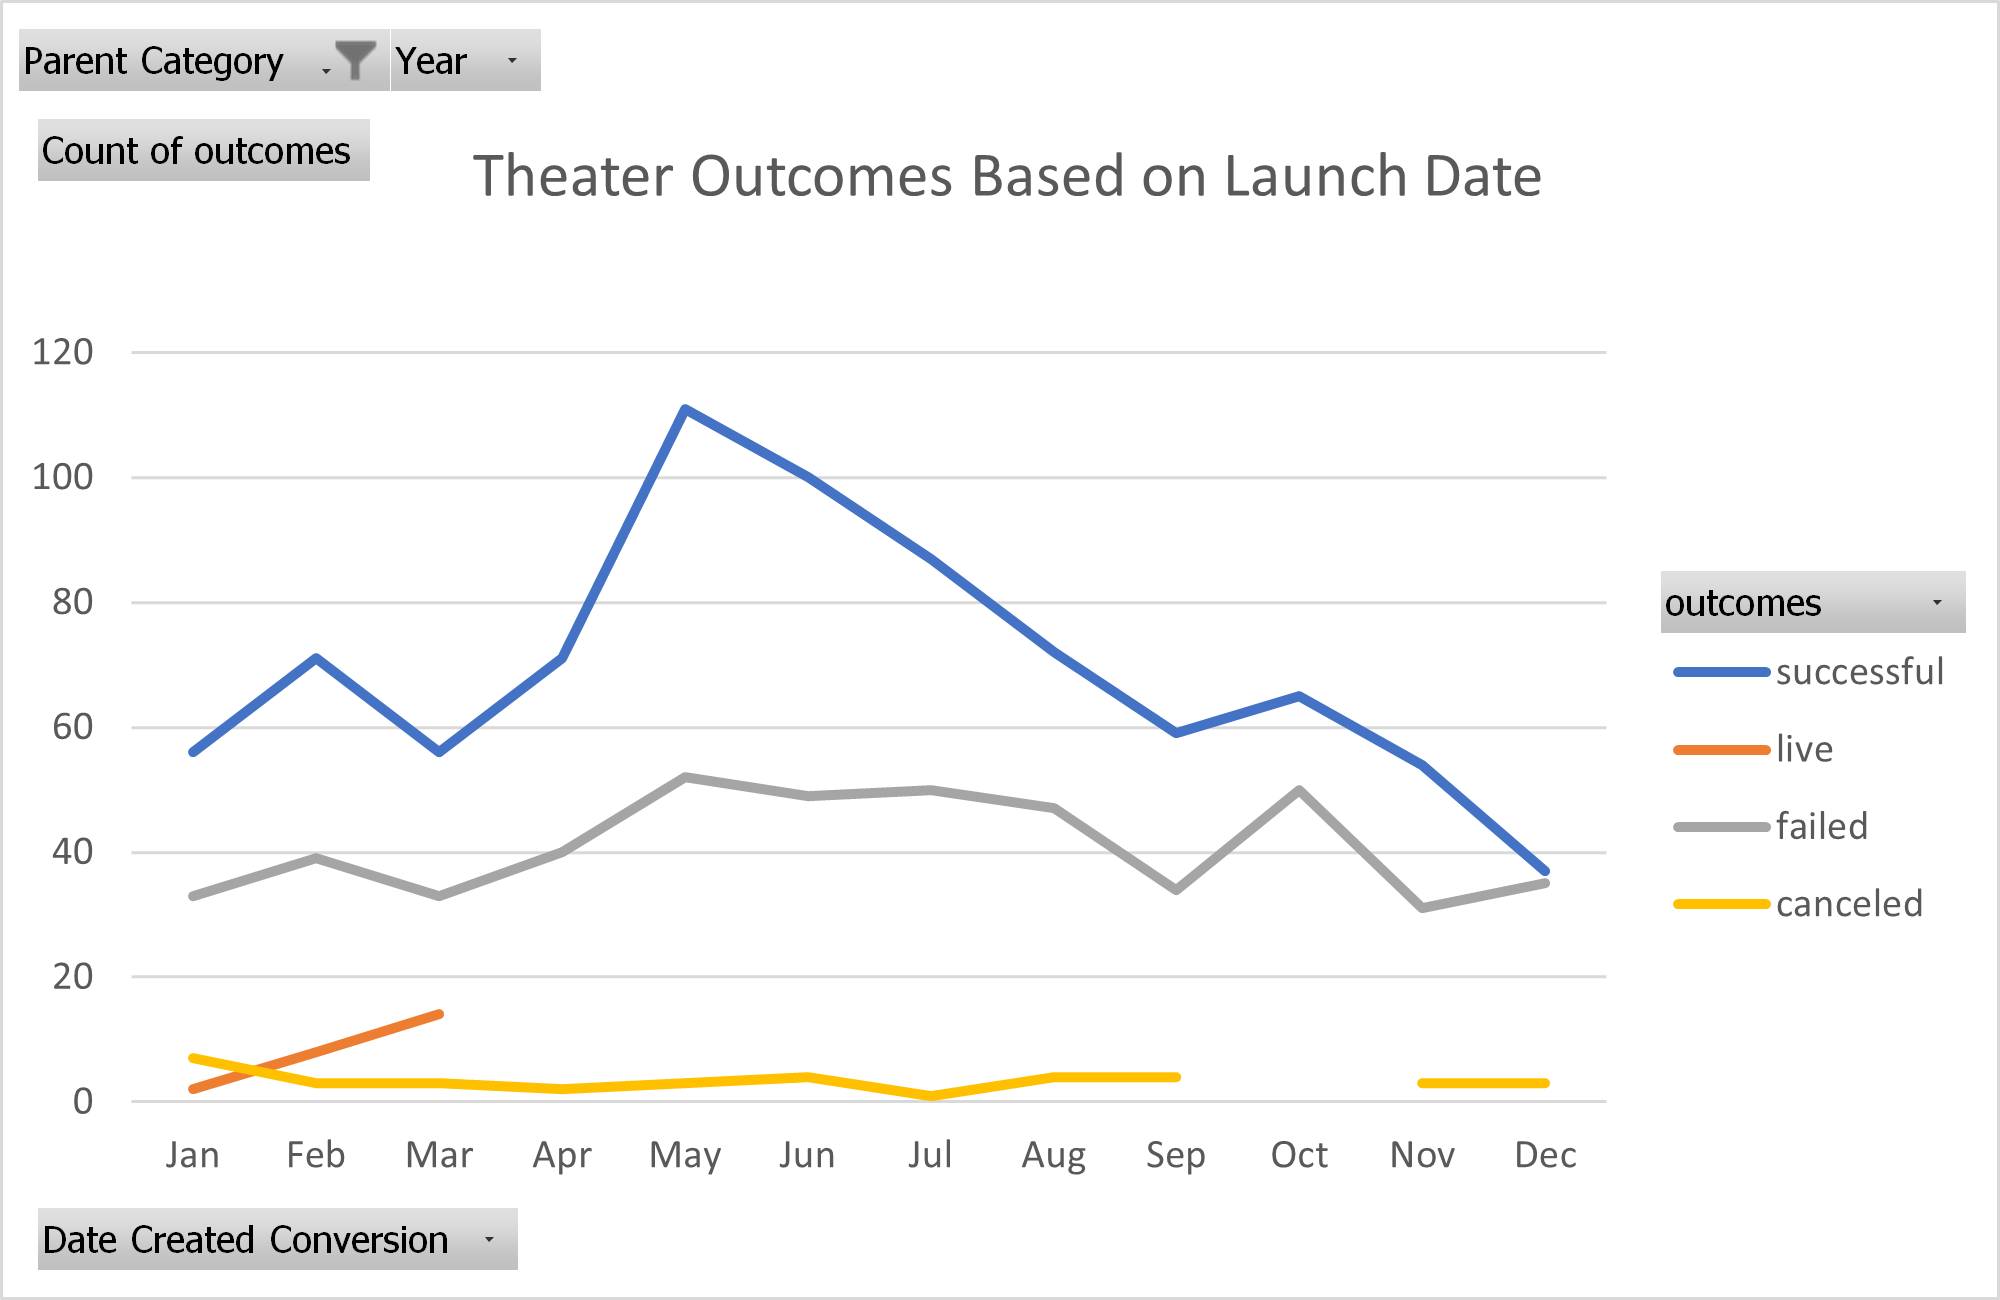 Parent Category Year
Count of outcomes
Theater Outcomes Based on Launch Date
120
100
80
60
40
20
0
Jan Feb Mar Apr May Jun Jul Aug Sep Oct Nov Dec
outcomes
successful
live
failed
canceled
Date Created Conversion